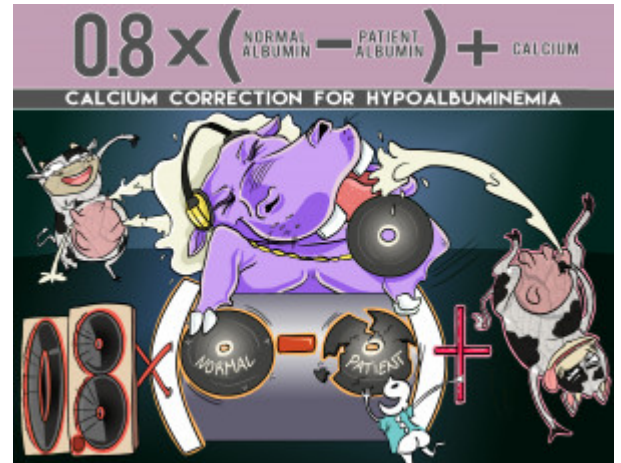 0.8 × ( NORMAL ALBUMIN − PATIENT ALBUMIN ) + CALCIUM
CALCIUM CORRECTION FOR HYPOALBUMINEMIA
NORMAL − PATIENT +